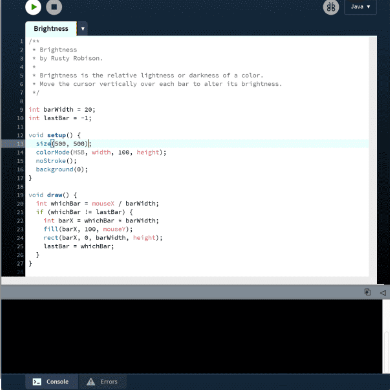 Java
Brightness
1 /**
2 * Brightness
3 * by Rusty Robison.
4 *
5 * Brightness is the relative lightness or darkness of a color.
6 * Move the cursor vertically over each bar to alter its brightness.
7 */
8
9 int barWidth = 20;
10 int lastBar = -1;
11
12 void setup() {
13 size(500, 500);
14 colorMode(HSB, width, 100, height);
15 noStroke();
16 background(0);
17 }
18
19 void draw() {
20 int whichBar = mouseX / barWidth;
21 if (whichBar != lastBar) {
22 int barX = whichBar * barWidth;
23 fill(barX, 100, mouseY);
24 rect(barX, 0, barWidth, height);
25 lastBar = whichBar;
26 }
27 }
Console
Errors